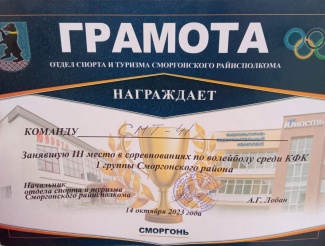 ГРАМОТА
ОТДЕЛ СПОРТА И ТУРИЗМА СМОРГОНСКОГО РАЙИСПОЛКОМА
НАГРАЖДАЕТ
КОМАНДУ СМТ-41
Занявшую III место в соревнованиях по волейболу среди КФК
1 группы Сморгонского района
Начальник
отдела спорта и туризма
Сморгонского райисполкома
А.Г. Лобан
14 октября 2023 года
СМОРГОНЬ